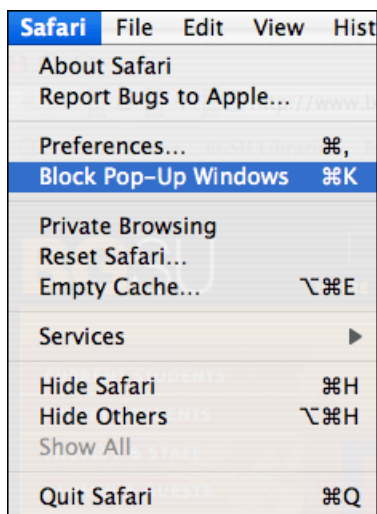 Safari File Edit View Hist
About Safari
Report Bugs to Apple...
Preferences... ⌘,
Block Pop-Up Windows ⌘K
Private Browsing
Reset Safari...
Empty Cache... ⌥⌘E
Services ▶
Hide Safari ⌘H
Hide Others ⌥⌘H
Show All
Quit Safari ⌘Q